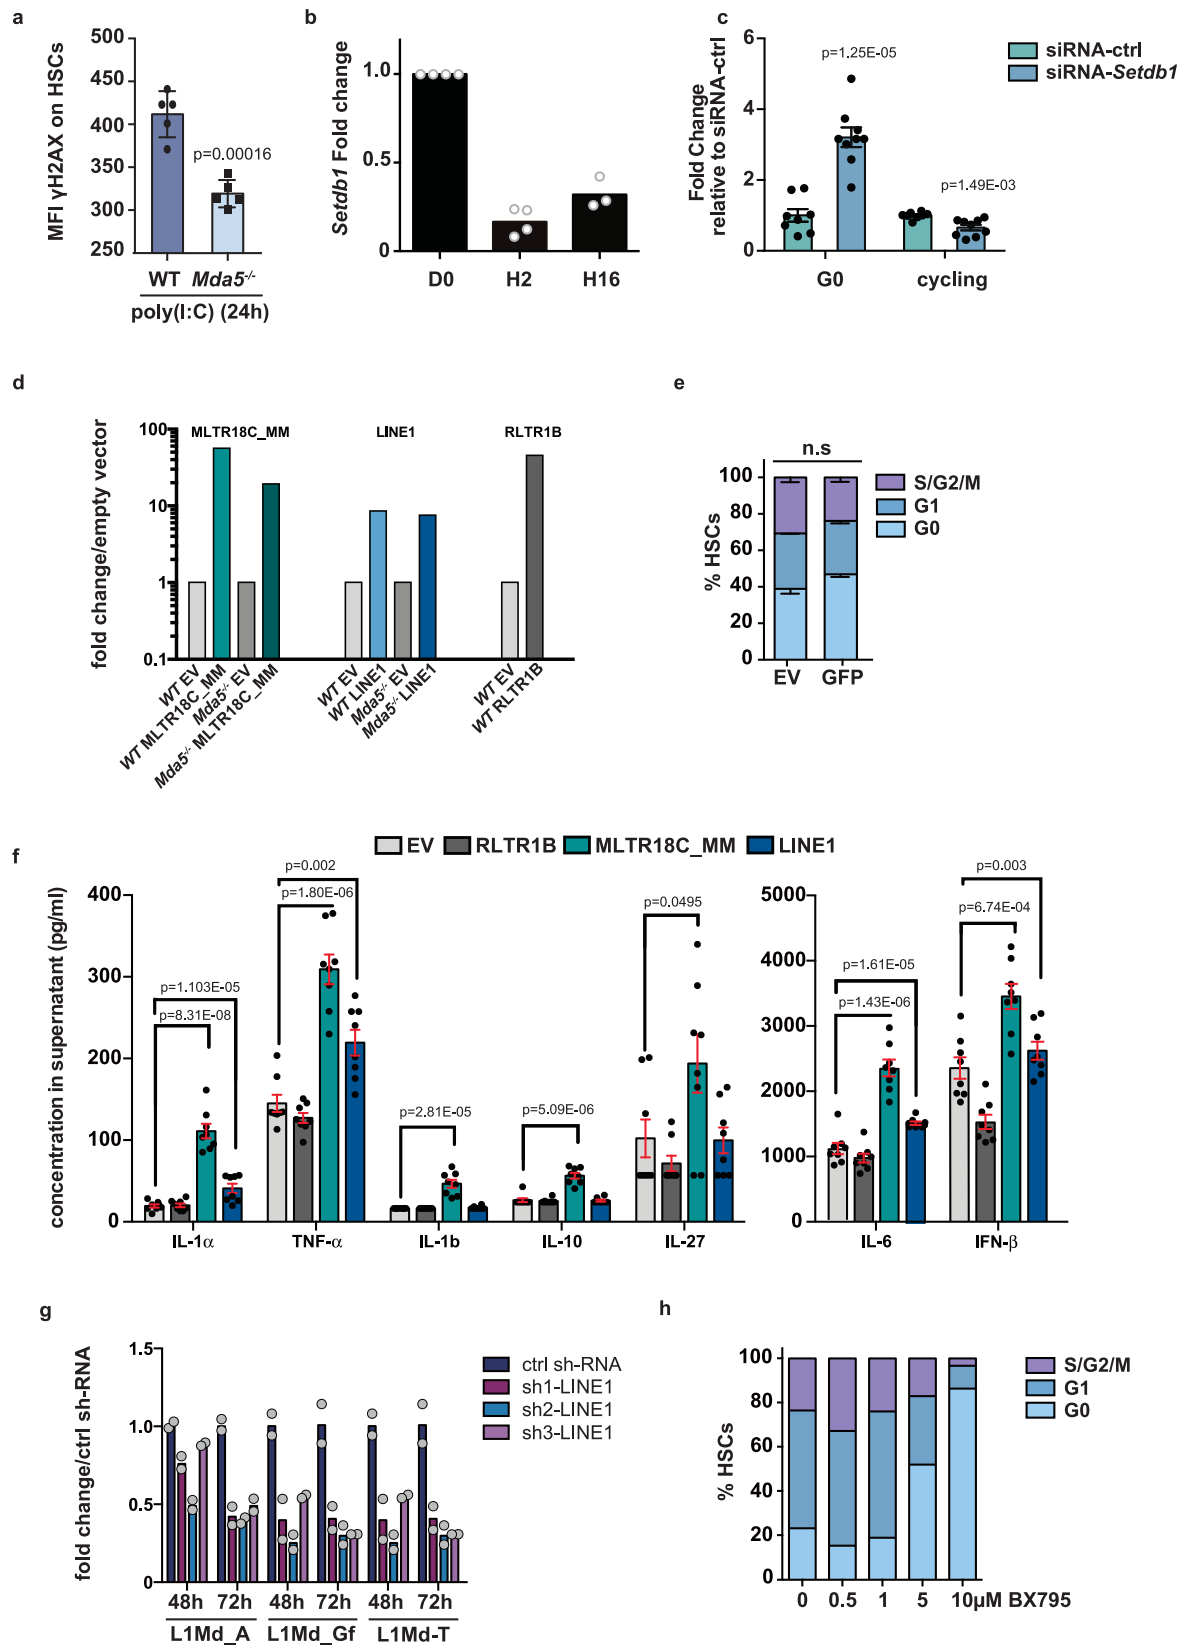 a
MFI γH2AX on HSCs
500
450
400
350
300
250
p=0.00016
WT Mda5-/-
poly(I:C) (24h)
b
Setdb1 Fold change
1.0
0.5
0
D0 H2 H16
c
Fold Change
relative to siRNA-ctrl
6
4
2
0
p=1.25E-05
p=1.49E-03
siRNA-ctrl
siRNA-Setdb1
G0 cycling
d
fold change/empty vector
100
10
1
0.1
MLTR18C_MM LINE1 RLTR1B
WT EV
WT MLTR18C_MM
Mda5-/- EV
Mda5-/- MLTR18C_MM
WT EV
WT LINE1
Mda5-/- EV
Mda5-/- LINE1
WT EV
WT RLTR1B
e
n.s
% HSCs
100
80
60
40
20
0
S/G2/M
G1
G0
EV GFP
f
EV RLTR1B MLTR18C_MM LINE1
concentration in supernatant (pg/ml)
400
300
200
100
0
p=1.103E-05
p=8.31E-08
p=0.002
p=1.80E-06
p=2.81E-05
p=5.09E-06
p=0.0495
IL-1α TNF-α IL-1b IL-10 IL-27
5000
4000
3000
2000
1000
0
p=1.61E-05
p=1.43E-06
p=0.003
p=6.74E-04
IL-6 IFN-β
g
fold change/ctrl sh-RNA
1.5
1.0
0.5
0
ctrl sh-RNA
sh1-LINE1
sh2-LINE1
sh3-LINE1
48h 72h 48h 72h 48h 72h
L1Md_A L1Md_Gf L1Md-T
h
% HSCs
100
80
60
40
20
0
S/G2/M
G1
G0
0 0.5 1 5 10μM BX795